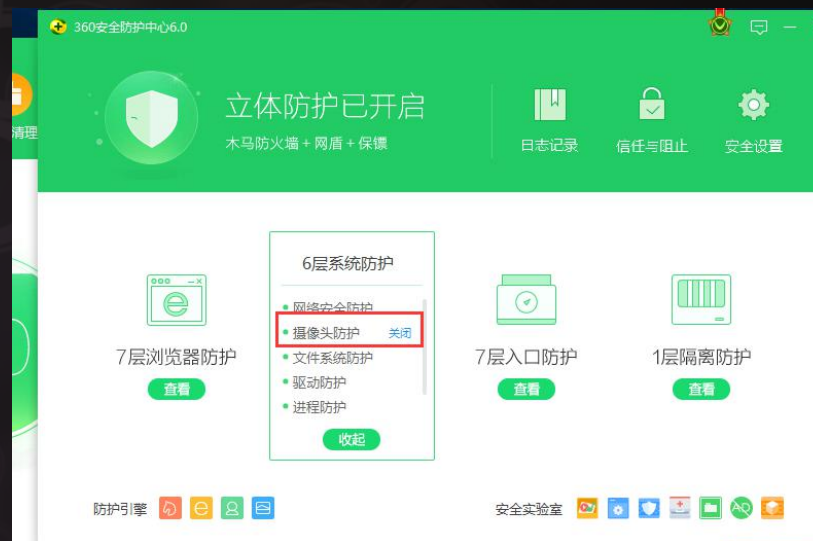 360安全防护中心6.0
清理
立体防护已开启
木马防火墙+网盾+保镖
日志记录
信任与阻止
安全设置
7层浏览器防护
查看
6层系统防护
网络安全防护
摄像头防护 关闭
文件系统防护
驱动防护
进程防护
收起
7层入口防护
查看
1层隔离防护
查看
防护引擎
安全实验室
AD